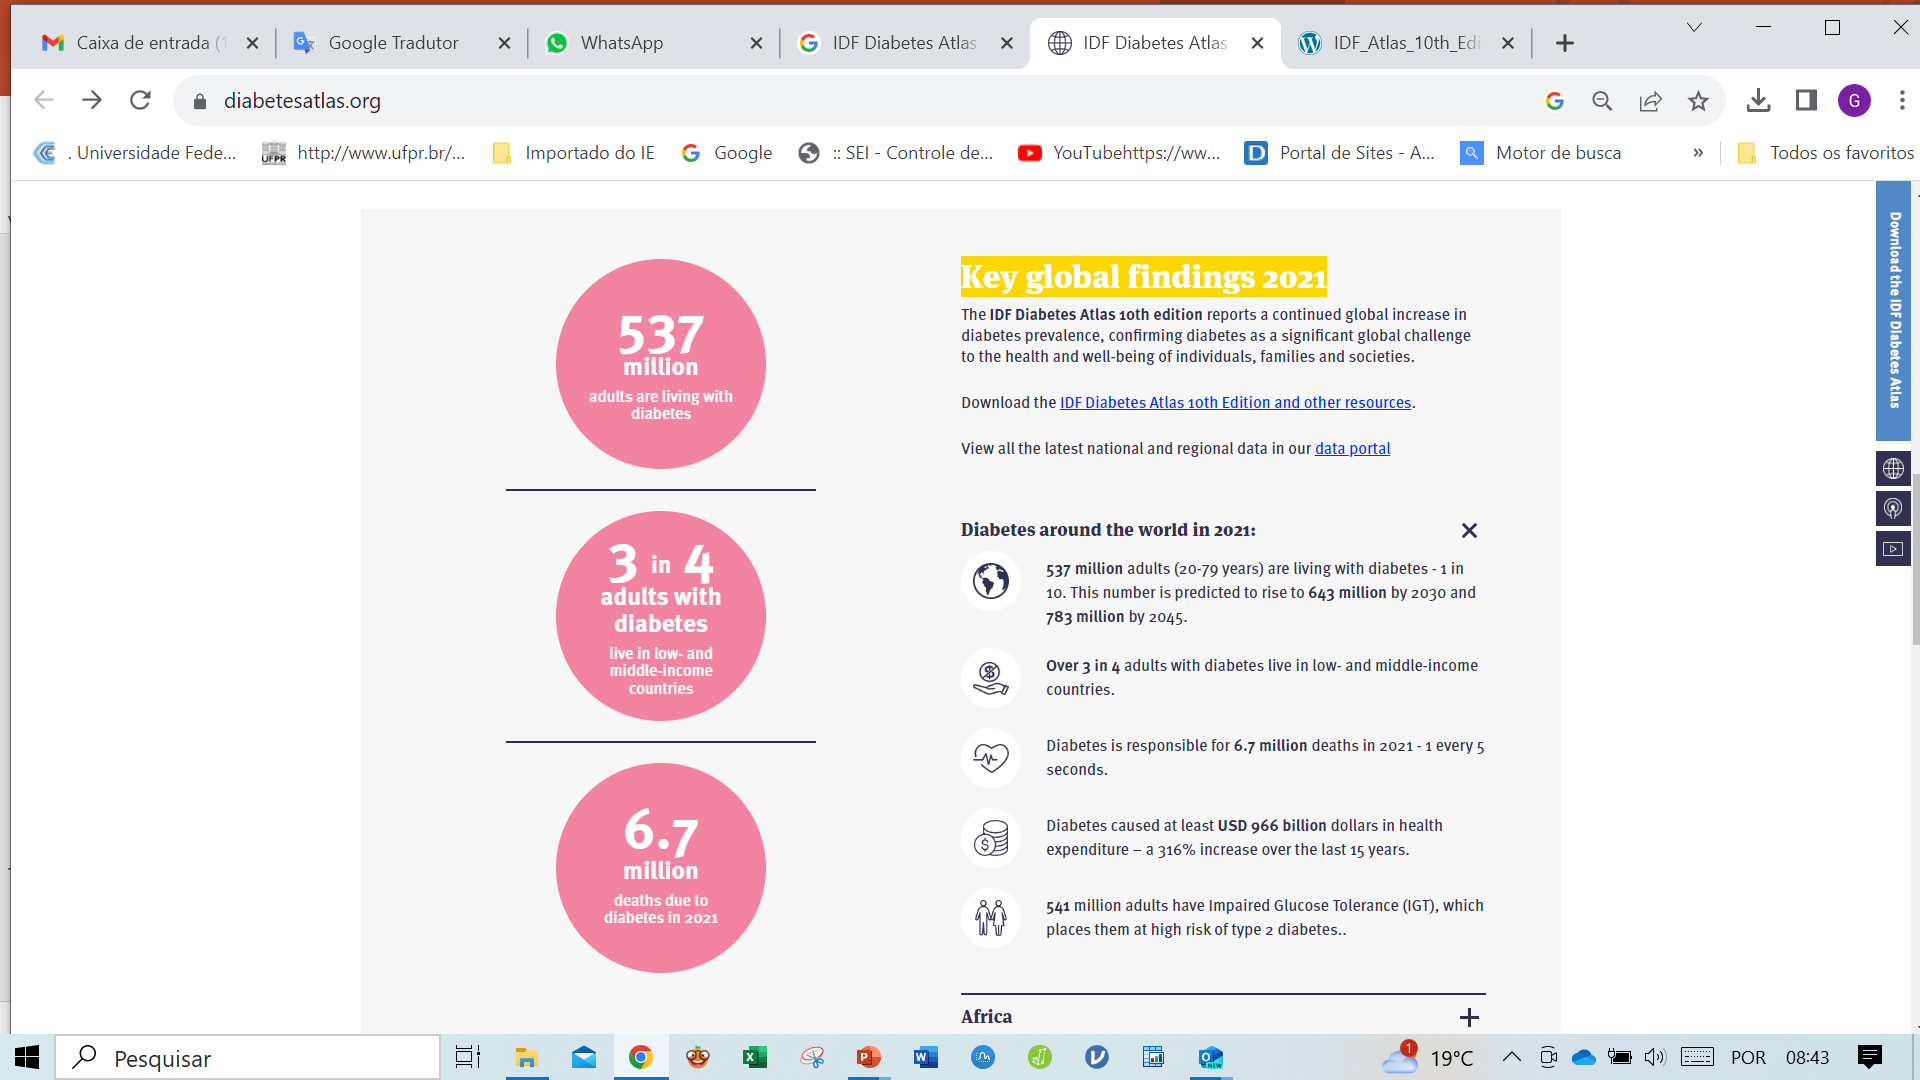 Caixa de entrada (1
Google Tradutor
WhatsApp
IDF Diabetes Atlas
IDF Diabetes Atlas
IDF_Atlas_10th_Edi
diabetesatlas.org
G
. Universidade Fede...
UFPR
http://www.ufpr.br/...
Importado do IE
Google
:: SEI - Controle de...
YouTubehttps://ww...
Portal de Sites - A...
Motor de busca
»
Todos os favoritos
537
million
adults are living with
diabetes
3 in 4
adults with
diabetes
live in low- and
middle-income
countries
6.7
million
deaths due to
diabetes in 2021
Key global findings 2021
The IDF Diabetes Atlas 10th edition reports a continued global increase in
diabetes prevalence, confirming diabetes as a significant global challenge
to the health and well-being of individuals, families and societies.
Download the IDF Diabetes Atlas 10th Edition and other resources.
View all the latest national and regional data in our data portal
Diabetes around the world in 2021:
537 million adults (20-79 years) are living with diabetes - 1 in
10. This number is predicted to rise to 643 million by 2030 and
783 million by 2045.
Over 3 in 4 adults with diabetes live in low- and middle-income
countries.
Diabetes is responsible for 6.7 million deaths in 2021 - 1 every 5
seconds.
Diabetes caused at least USD 966 billion dollars in health
expenditure – a 316% increase over the last 15 years.
541 million adults have Impaired Glucose Tolerance (IGT), which
places them at high risk of type 2 diabetes..
Africa
Download the IDF Diabetes Atlas
Pesquisar
1
19°C
POR
08:43